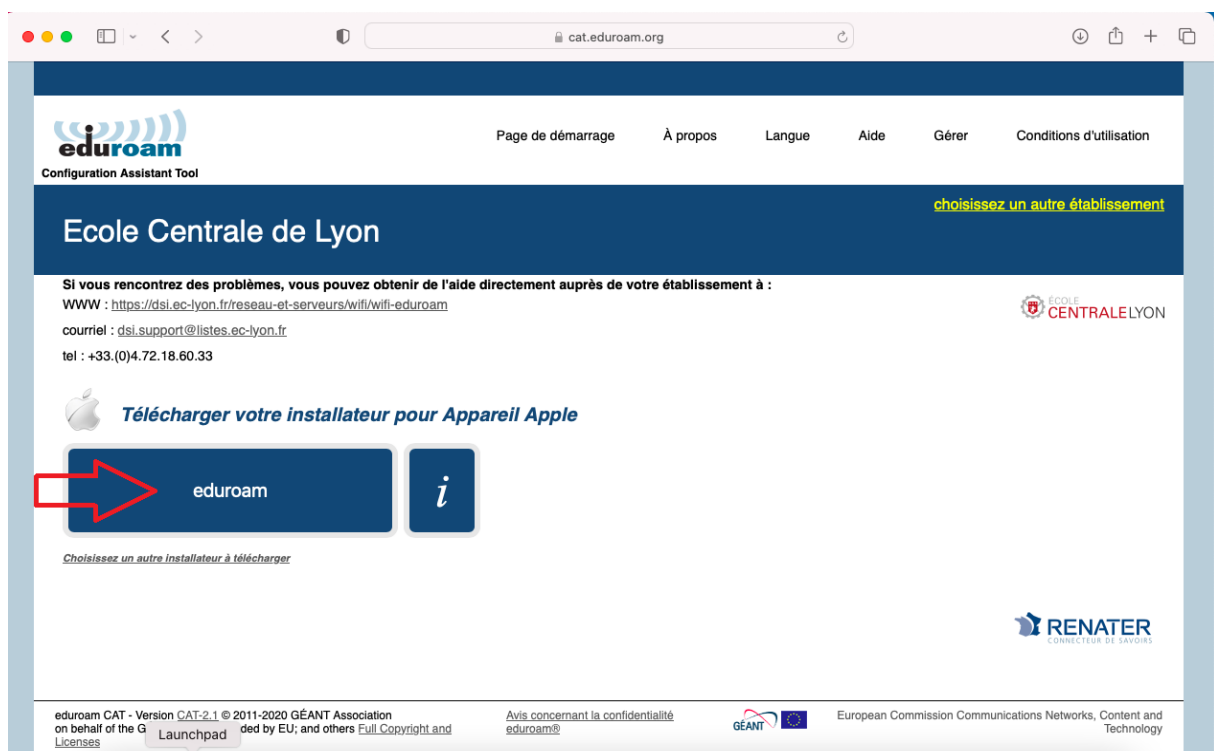 cat.eduroam.org
eduroam
Configuration Assistant Tool
Page de démarrage À propos Langue Aide Gérer Conditions d'utilisation
choisissez un autre établissement
Ecole Centrale de Lyon
Si vous rencontrez des problèmes, vous pouvez obtenir de l'aide directement auprès de votre établissement à :
WWW : https://dsi.ec-lyon.fr/reseau-et-serveurs/wifi/wifi-eduroam
courriel : dsi.support@listes.ec-lyon.fr
tel : +33.(0)4.72.18.60.33
ÉCOLE
CENTRALELYON
Télécharger votre installateur pour Appareil Apple
eduroam i
Choisissez un autre installateur à télécharger
RENATER
CONNECTEUR DE SAVOIRS
eduroam CAT - Version CAT-2.1 © 2011-2020 GÉANT Association
on behalf of the G ded by EU; and others Full Copyright and
Licenses
Launchpad
Avis concernant la confidentialité
eduroam®
GÉANT
European Commission Communications Networks, Content and
Technology